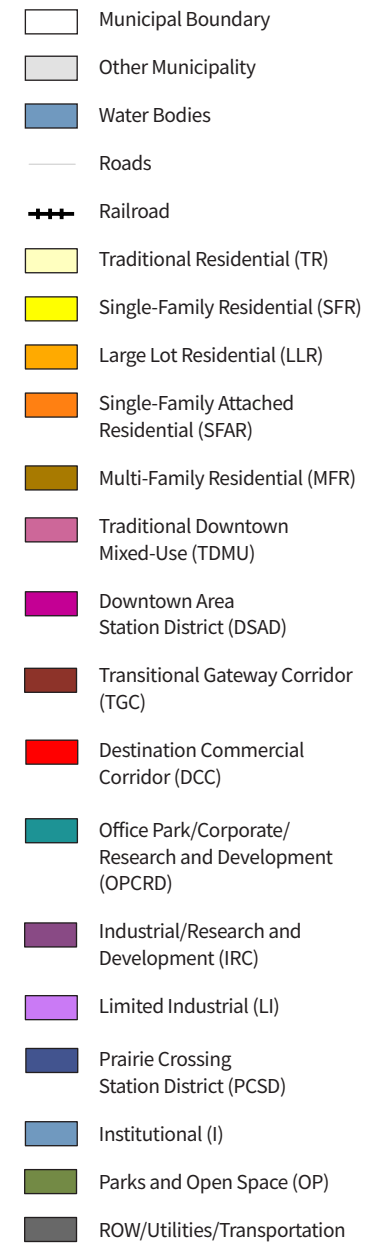 Municipal Boundary
Other Municipality
Water Bodies
Roads
Railroad
Traditional Residential (TR)
Single-Family Residential (SFR)
Large Lot Residential (LLR)
Single-Family Attached
Residential (SFAR)
Multi-Family Residential (MFR)
Traditional Downtown
Mixed-Use (TDMU)
Downtown Area
Station District (DSAD)
Transitional Gateway Corridor
(TGC)
Destination Commercial
Corridor (DCC)
Office Park/Corporate/
Research and Development
(OPCRD)
Industrial/Research and
Development (IRC)
Limited Industrial (LI)
Prairie Crossing
Station District (PCSD)
Institutional (I)
Parks and Open Space (OP)
ROW/Utilities/Transportation